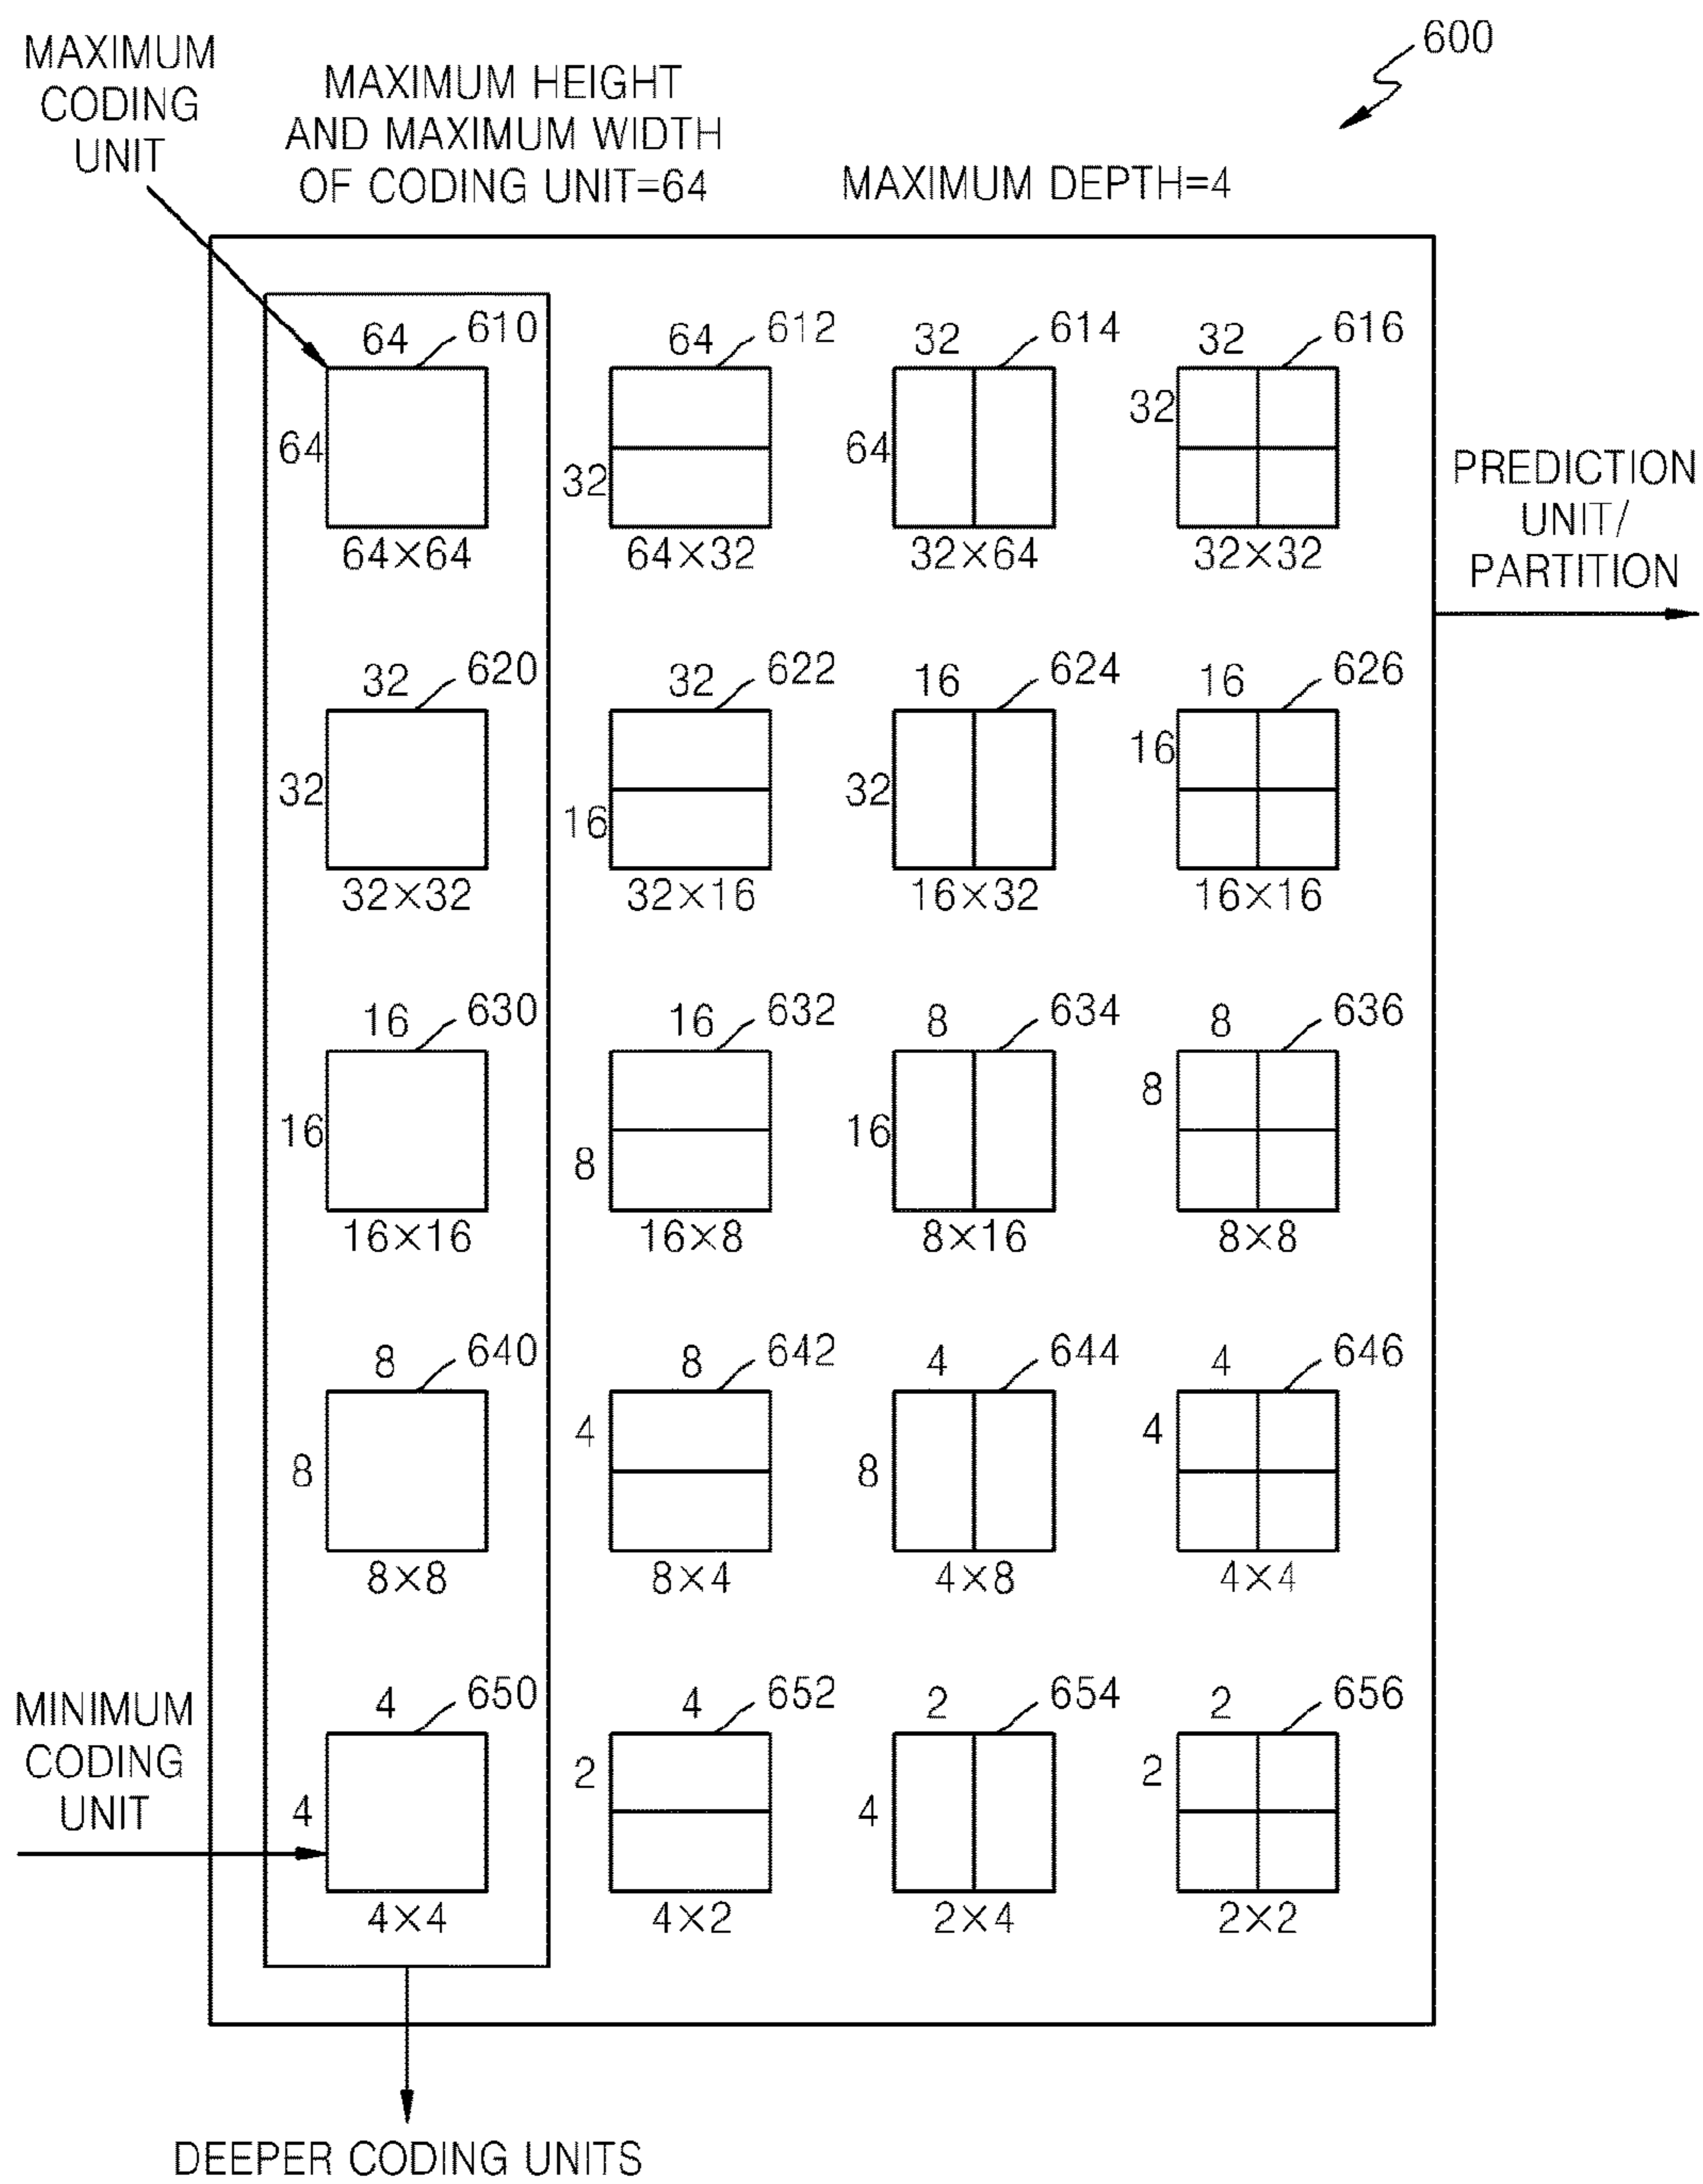 600
MAXIMUM
CODING
UNIT
MAXIMUM HEIGHT
AND MAXIMUM WIDTH
OF CODING UNIT=64
MAXIMUM DEPTH=4
64 610 64 612 32 614 32 616
64 32 64 32
64×64 64×32 32×64 32×32
PREDICTION
UNIT/
PARTITION
32 620 32 622 16 624 16 626
32 16 32 16
32×32 32×16 16×32 16×16
16 630 16 632 8 634 8 636
16 8 16 8
16×16 16×8 8×16 8×8
8 640 8 642 4 644 4 646
8 4 8 4
8×8 8×4 4×8 4×4
MINIMUM
CODING
UNIT
4 650 4 652 2 654 2 656
4 2 4 2
4×4 4×2 2×4 2×2
DEEPER CODING UNITS